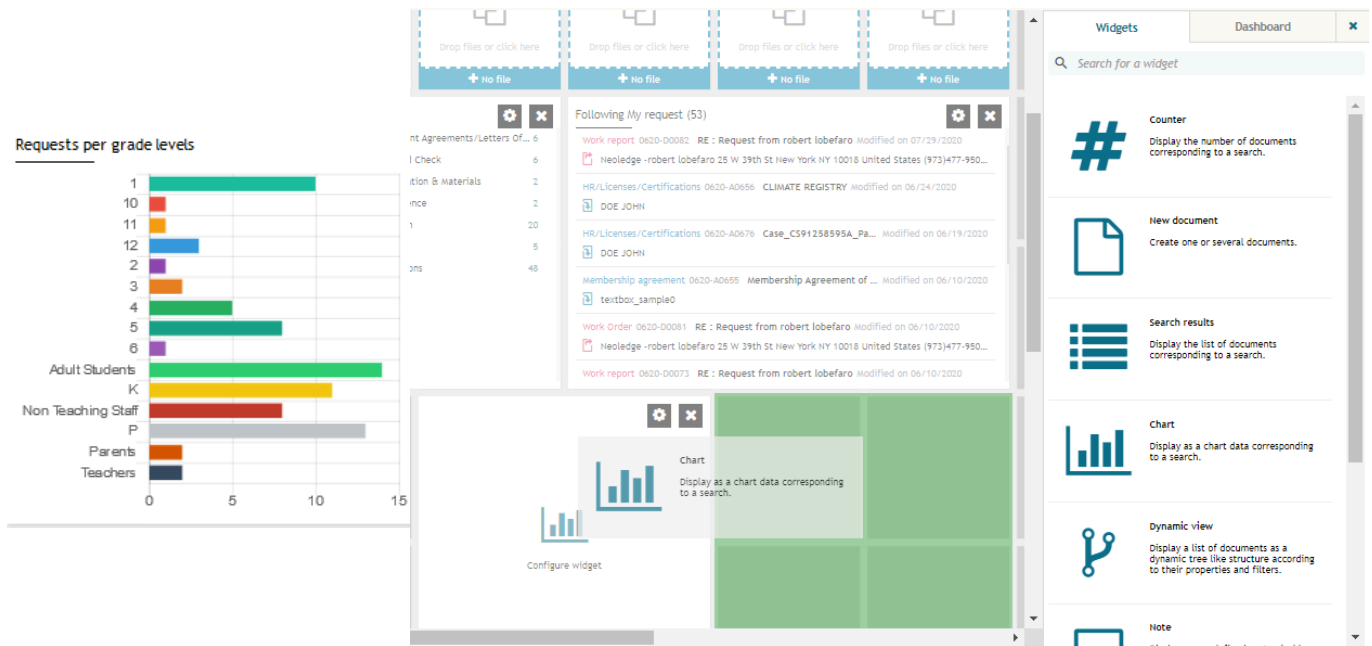 Requests per grade levels
1
10
11
12
2
3
4
5
6
Adult Students
K
Non Teaching Staff
P
Parents
Teachers
0 5 10 15
Drop files or click here
No file
Drop files or click here
No file
Drop files or click here
No file
Drop files or click here
No file
nt Agreements/Letters Of... 6
l Check 6
ation & Materials 2
ence 2
n 20
5
ons 48
Following My request (53)
Work report 0620-D0082 RE : Request from robert lobefaro Modified on 07/29/2020
Neoledge -robert lobefaro 25 W 39th St New York NY 10018 United States (973)477-950...
HR/Licenses/Certifications 0620-A0656 CLIMATE REGISTRY Modified on 06/24/2020
DOE JOHN
HR/Licenses/Certifications 0620-A0676 Case_CS91258595A_Pa... Modified on 06/19/2020
DOE JOHN
Membership agreement 0620-A0655 Membership Agreement of ... Modified on 06/10/2020
textbox_sample0
Work Order 0620-D0081 RE : Request from robert lobefaro Modified on 06/10/2020
Neoledge -robert lobefaro 25 W 39th St New York NY 10018 United States (973)477-950...
Work report 0620-D0073 RE : Request from robert lobefaro Modified on 06/10/2020
Chart
Display as a chart data corresponding
to a search.
Configure widget
Widgets
Dashboard
Search for a widget
Counter
Display the number of documents
corresponding to a search.
New document
Create one or several documents.
Search results
Display the list of documents
corresponding to a search.
Chart
Display as a chart data corresponding
to a search.
Dynamic view
Display a list of documents as a
dynamic tree like structure according
to their properties and filters.
Note